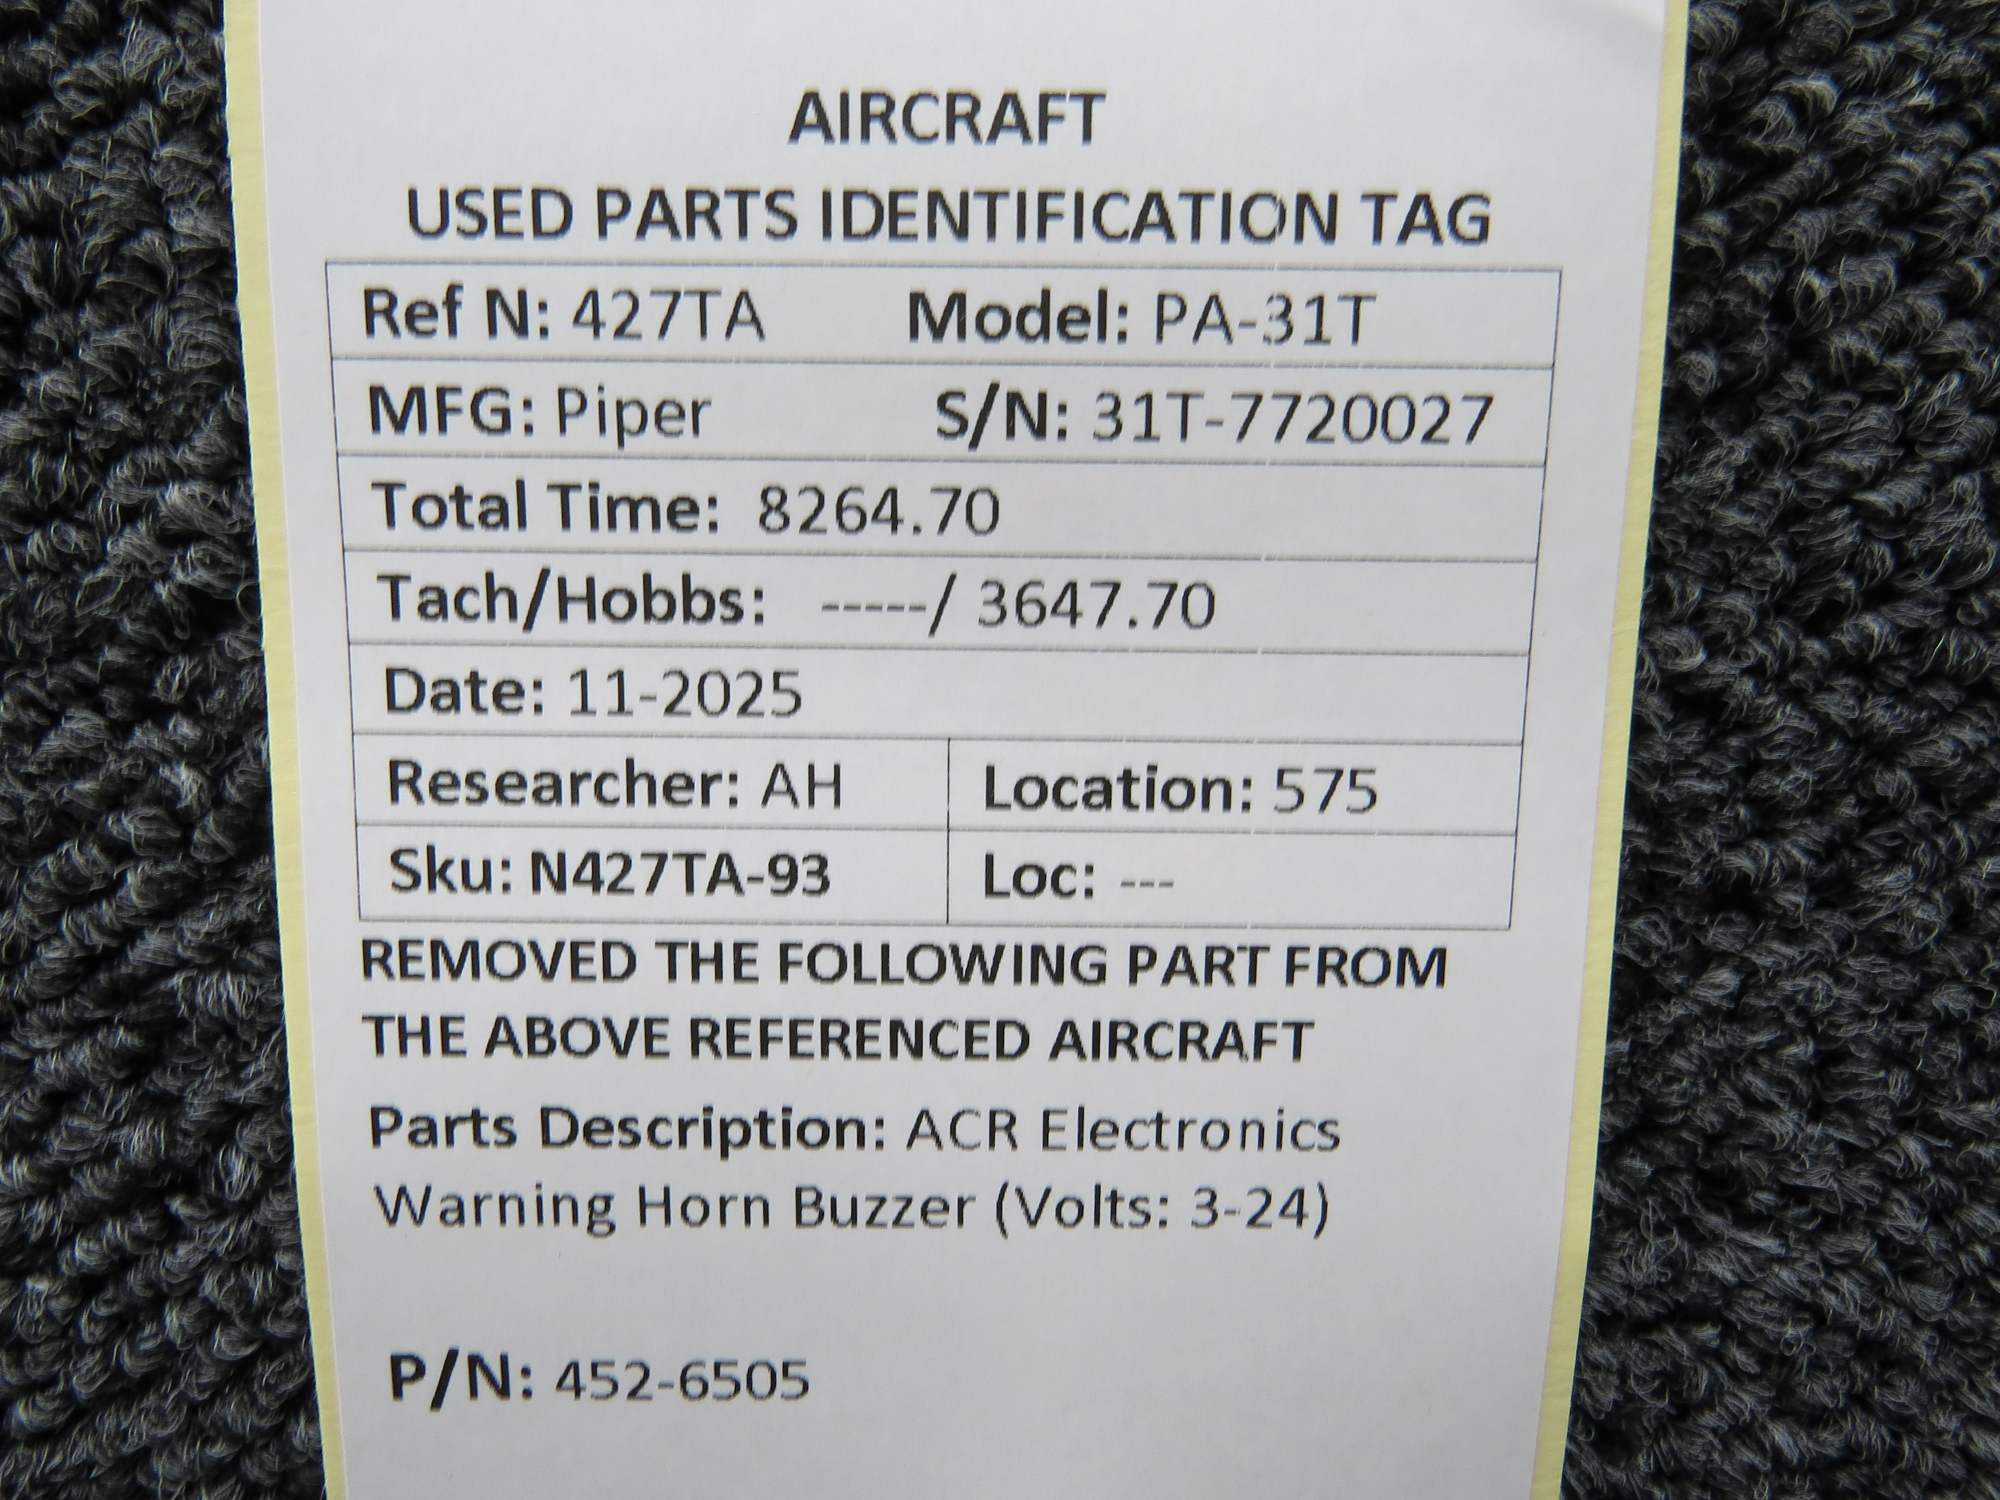 AIRCRAFT
USED PARTS IDENTIFICATION TAG
Ref N: 427TA Model: PA-31T
MFG: Piper S/N: 31T-7720027
Total Time: 8264.70
Tach/Hobbs: -----/ 3647.70
Date: 11-2025
Researcher: AH Location: 575
Sku: N427TA-93 Loc: ---
REMOVED THE FOLLOWING PART FROM
THE ABOVE REFERENCED AIRCRAFT
Parts Description: ACR Electronics
Warning Horn Buzzer (Volts: 3-24)
P/N: 452-6505